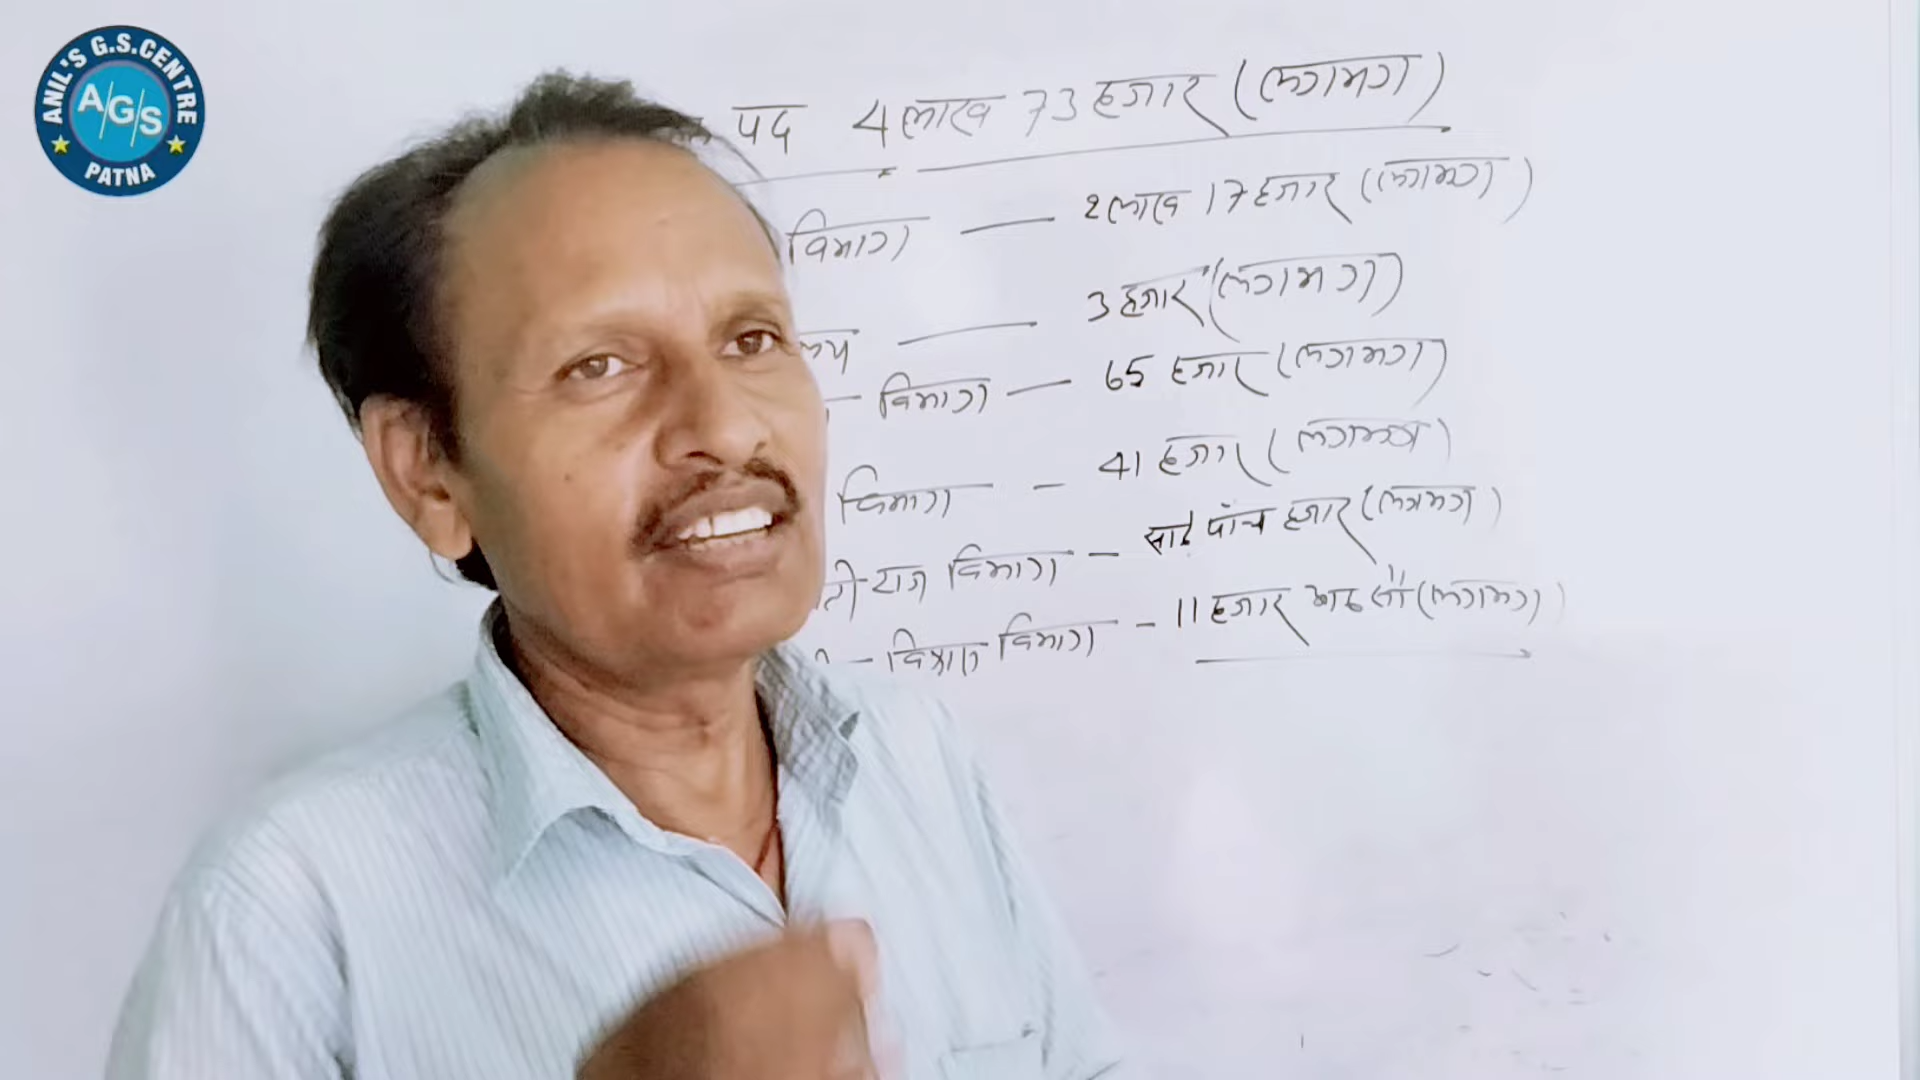 ANIL'S G.S.CENTRE
A/G/S
PATNA
पद 4 लाख 73 हजार (लगभग)
विभाग — 2 लाख 17 हजार (लगभग)
लय — 3 हजार (लगभग)
विभाग — 65 हजार (लगभग)
विभाग - 41 हजार (लगभग)
ती-राज विभाग - साढे पाँच हजार (लगभग)
- विकास विभाग - 11 हजार आठ सौ (लगभग)